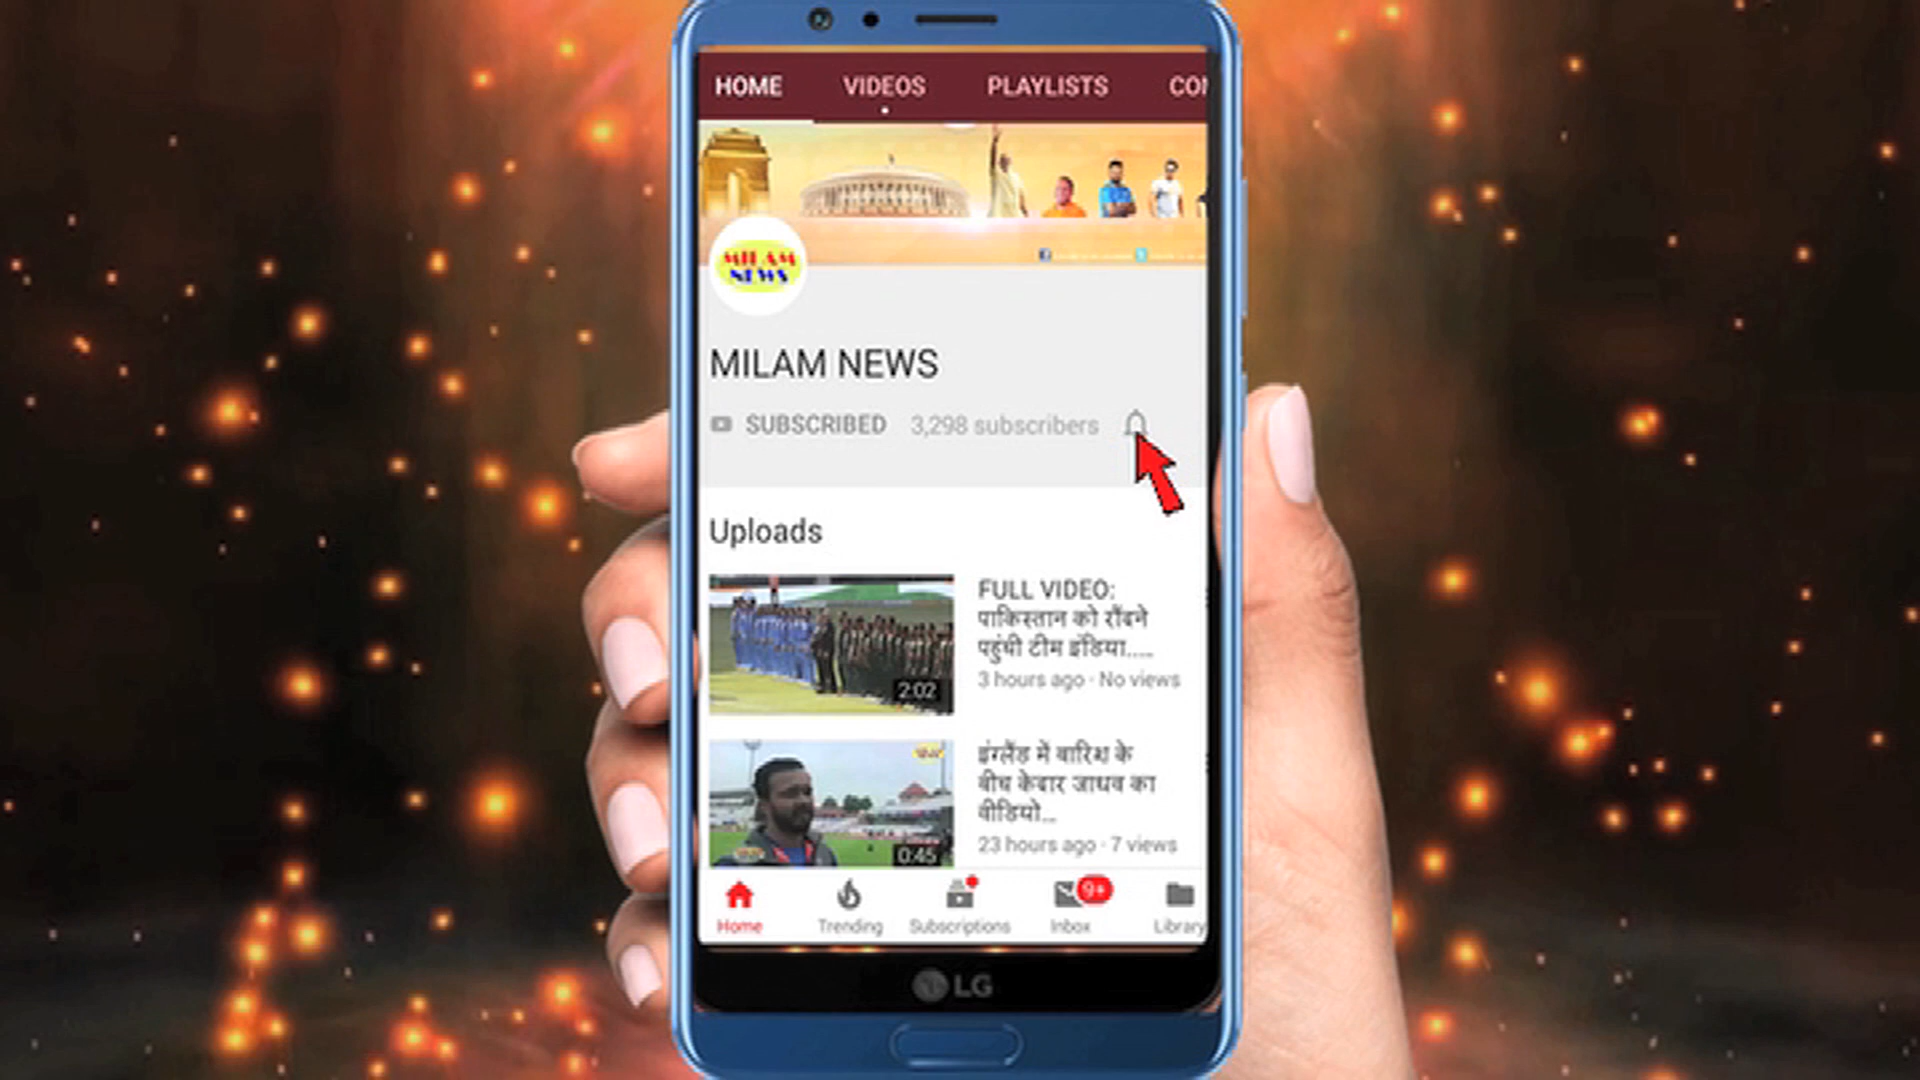 HOME VIDEOS PLAYLISTS
MILAM
NEWS
MILAM NEWS
SUBSCRIBED 3,298 subscribers
Uploads
FULL VIDEO:
पाकिस्तान को रौंदने
पहुंची टीम इंडिया.....
3 hours ago · No views
2:02
इंग्लैंड में बारिश के
बीच केदार जाधव का
वीडियो...
23 hours ago · 7 views
0:45
9+
Home Trending Subscriptions Inbox Library
LG